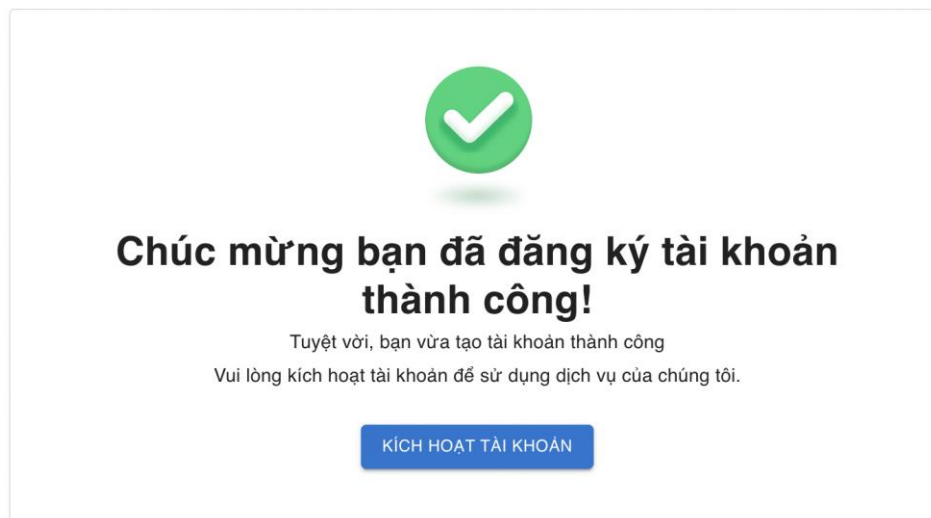 Chúc mừng bạn đã đăng ký tài khoản
thành công!
Tuyệt vời, bạn vừa tạo tài khoản thành công
Vui lòng kích hoạt tài khoản để sử dụng dịch vụ của chúng tôi.
KÍCH HOẠT TÀI KHOẢN